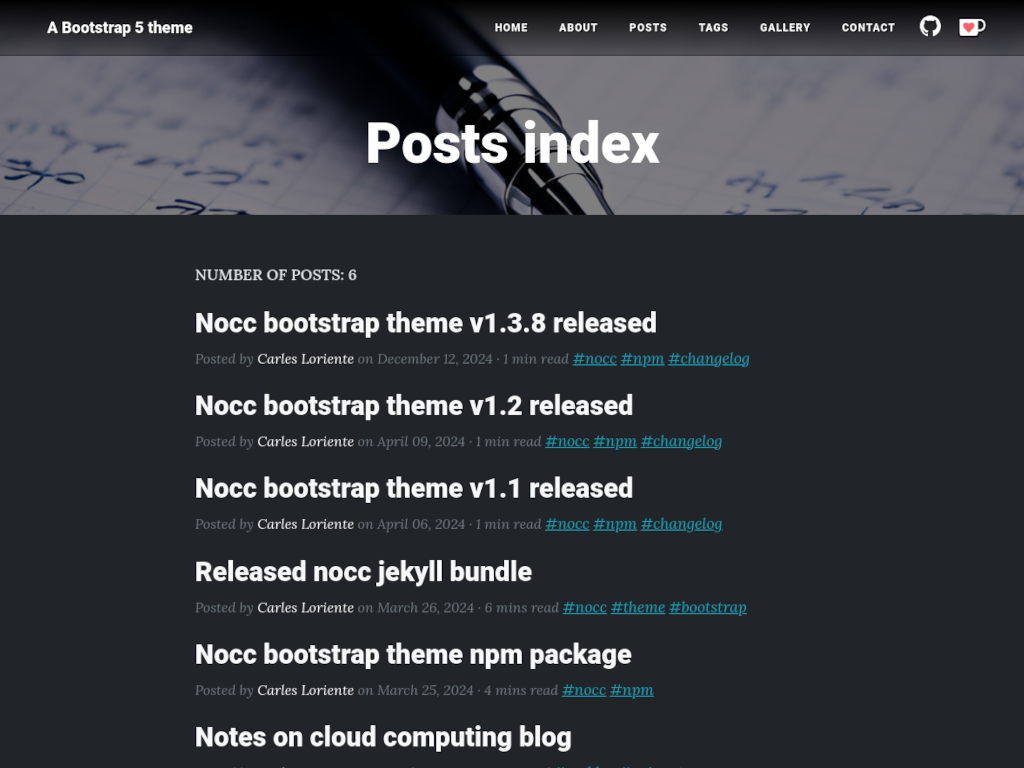 A Bootstrap 5 theme
HOME ABOUT POSTS TAGS GALLERY CONTACT
Posts index
NUMBER OF POSTS: 6
Nocc bootstrap theme v1.3.8 released
Posted by Carles Loriente on December 12, 2024 · 1 min read #nocc #npm #changelog
Nocc bootstrap theme v1.2 released
Posted by Carles Loriente on April 09, 2024 · 1 min read #nocc #npm #changelog
Nocc bootstrap theme v1.1 released
Posted by Carles Loriente on April 06, 2024 · 1 min read #nocc #npm #changelog
Released nocc jekyll bundle
Posted by Carles Loriente on March 26, 2024 · 6 mins read #nocc #theme #bootstrap
Nocc bootstrap theme npm package
Posted by Carles Loriente on March 25, 2024 · 4 mins read #nocc #npm
Notes on cloud computing blog